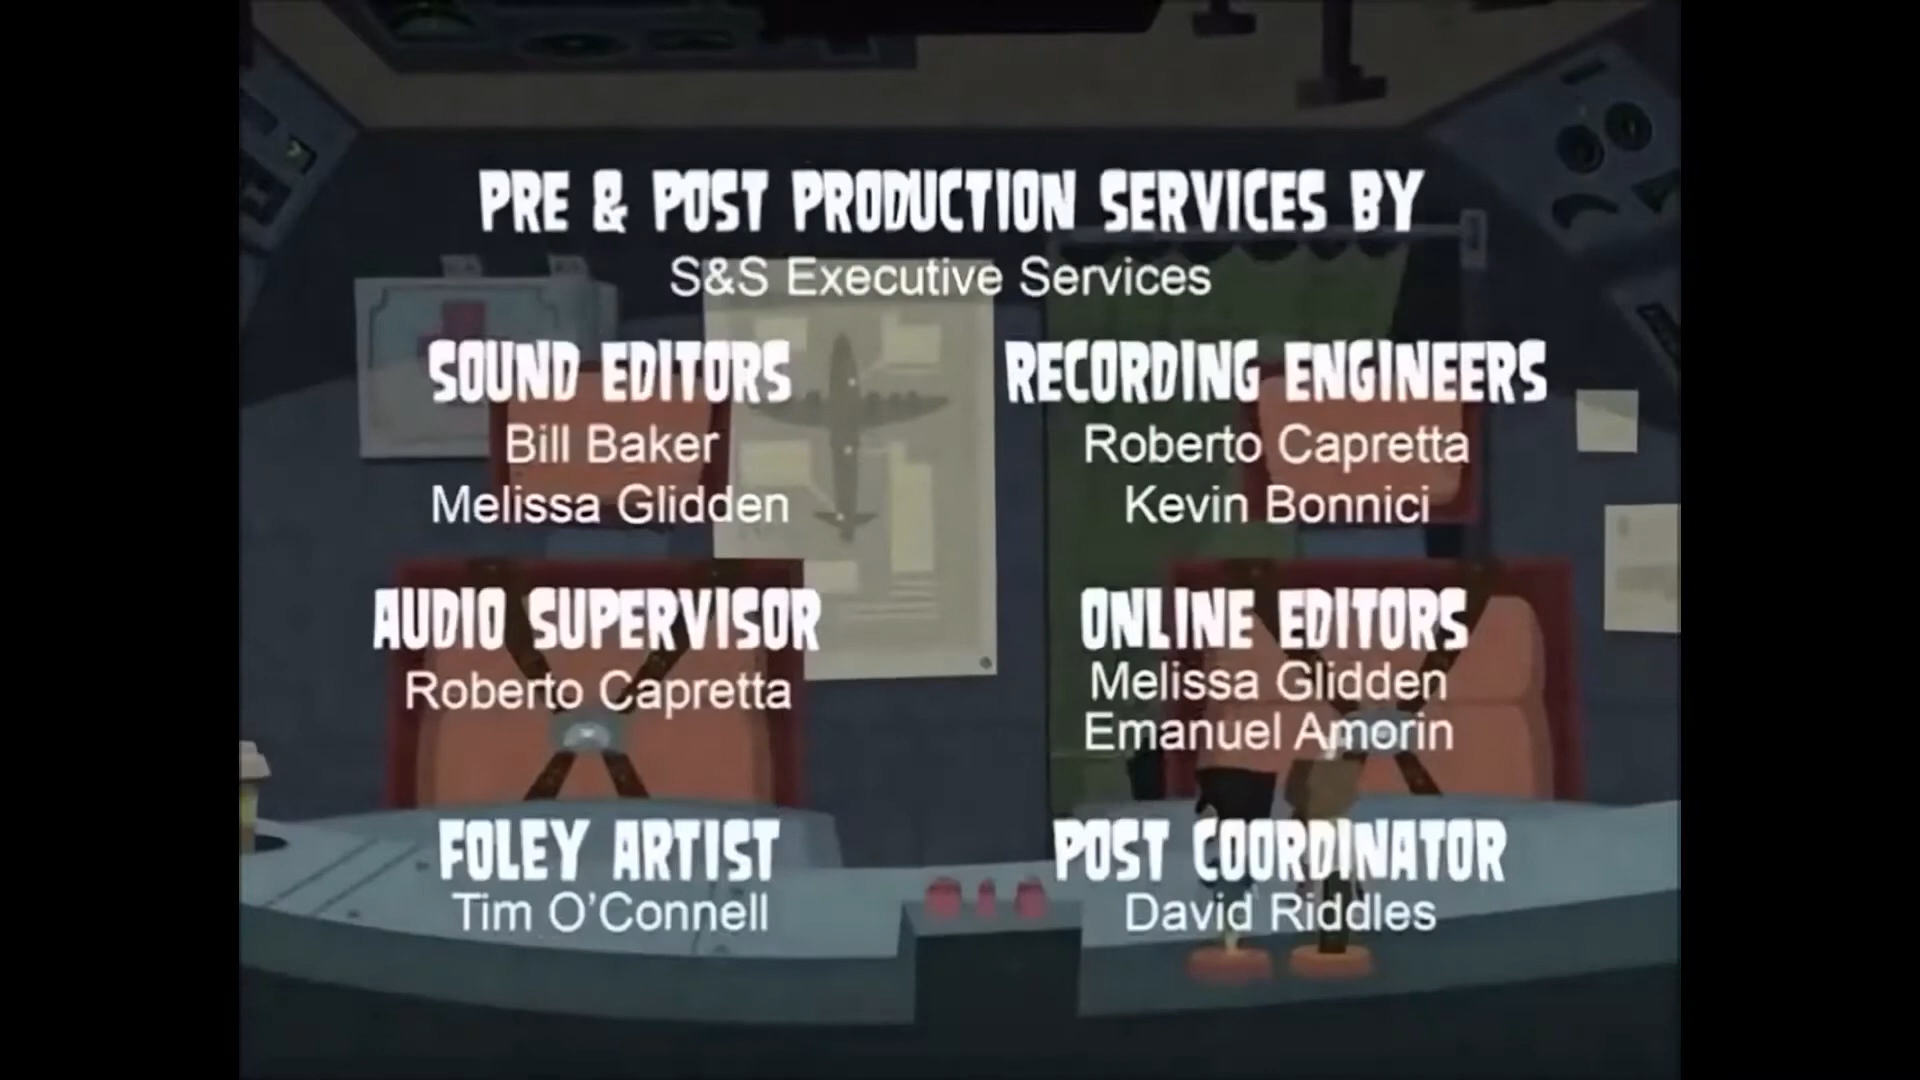 PRE & POST PRODUCTION SERVICES BY
S&S Executive Services
SOUND EDITORS
Bill Baker
Melissa Glidden
RECORDING ENGINEERS
Roberto Capretta
Kevin Bonnici
AUDIO SUPERVISOR
Roberto Capretta
ONLINE EDITORS
Melissa Glidden
Emanuel Amorin
FOLEY ARTIST
Tim O'Connell
POST COORDINATOR
David Riddles